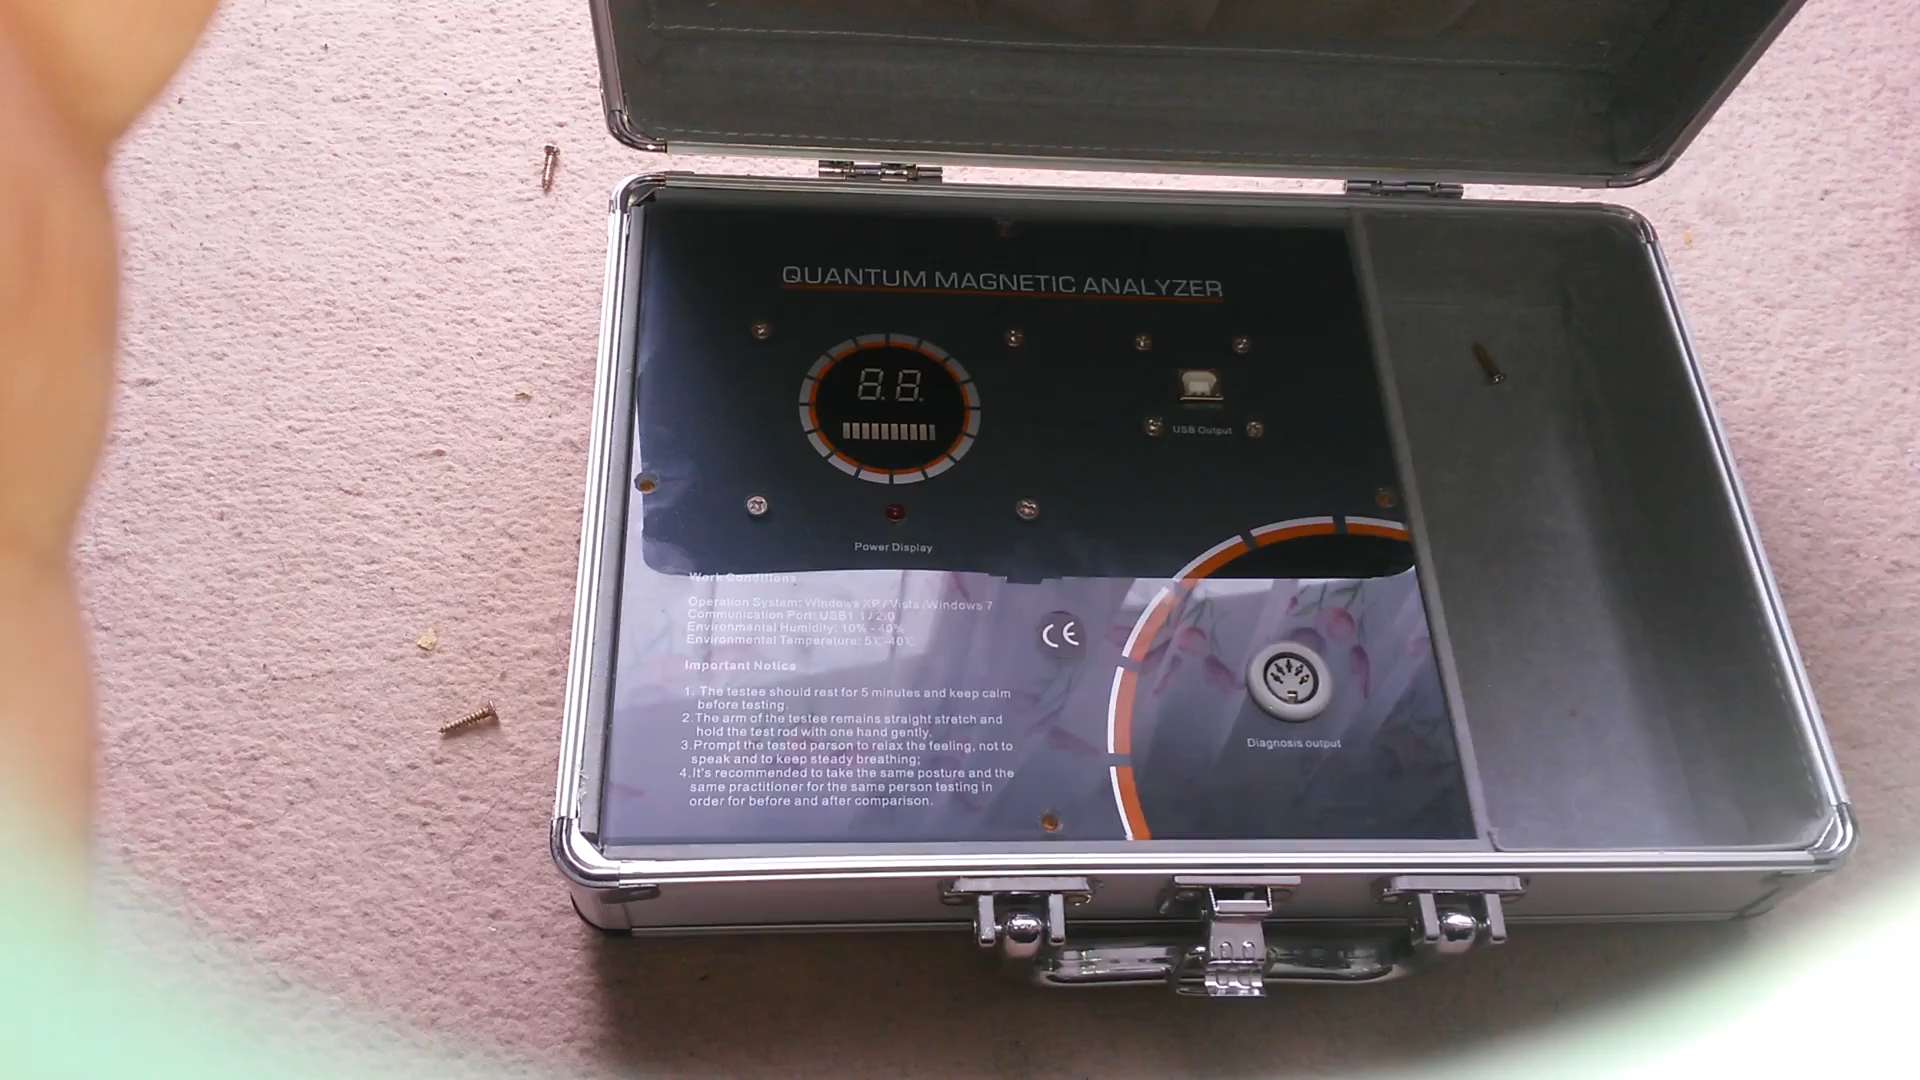 QUANTUM MAGNETIC ANALYZER
8.8.
USB Output
Power Display
Work Conditions
Operation System: Windows XP / Vista /Windows 7
Communication Port: USB1.1 / 2.0
Environmental Humidity: 10% - 40%
Environmental Temperature: 5℃-40℃
CE
Important Notice
1. The testee should rest for 5 minutes and keep calm
before testing.
2. The arm of the testee remains straight stretch and
hold the test rod with one hand gently.
3. Prompt the tested person to relax the feeling, not to
speak and to keep steady breathing;
4. It's recommended to take the same posture and the
same practitioner for the same person testing in
order for before and after comparison.
Diagnosis output